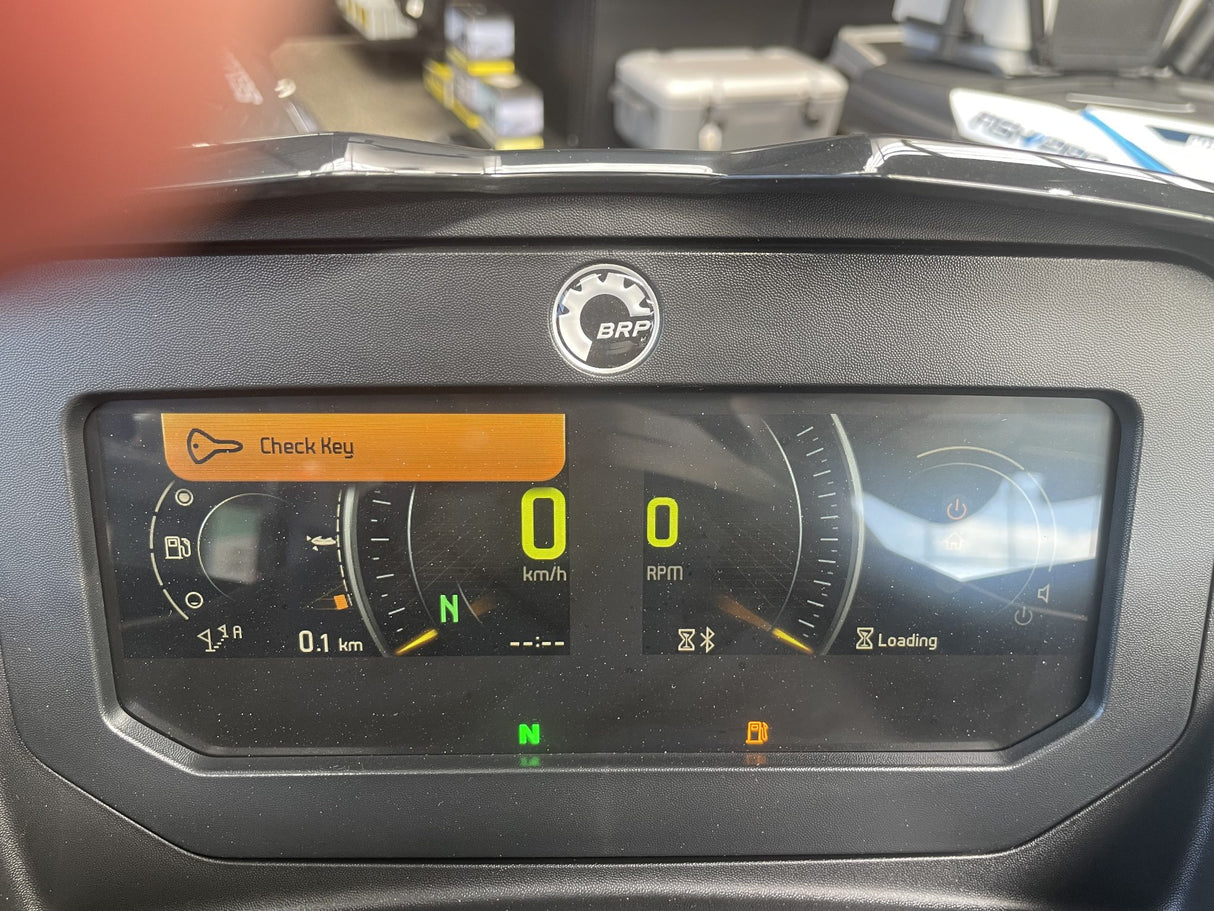 BRP
Check Key
0
km/h
N
0.1 km
--:--
A
0
RPM
Loading
N